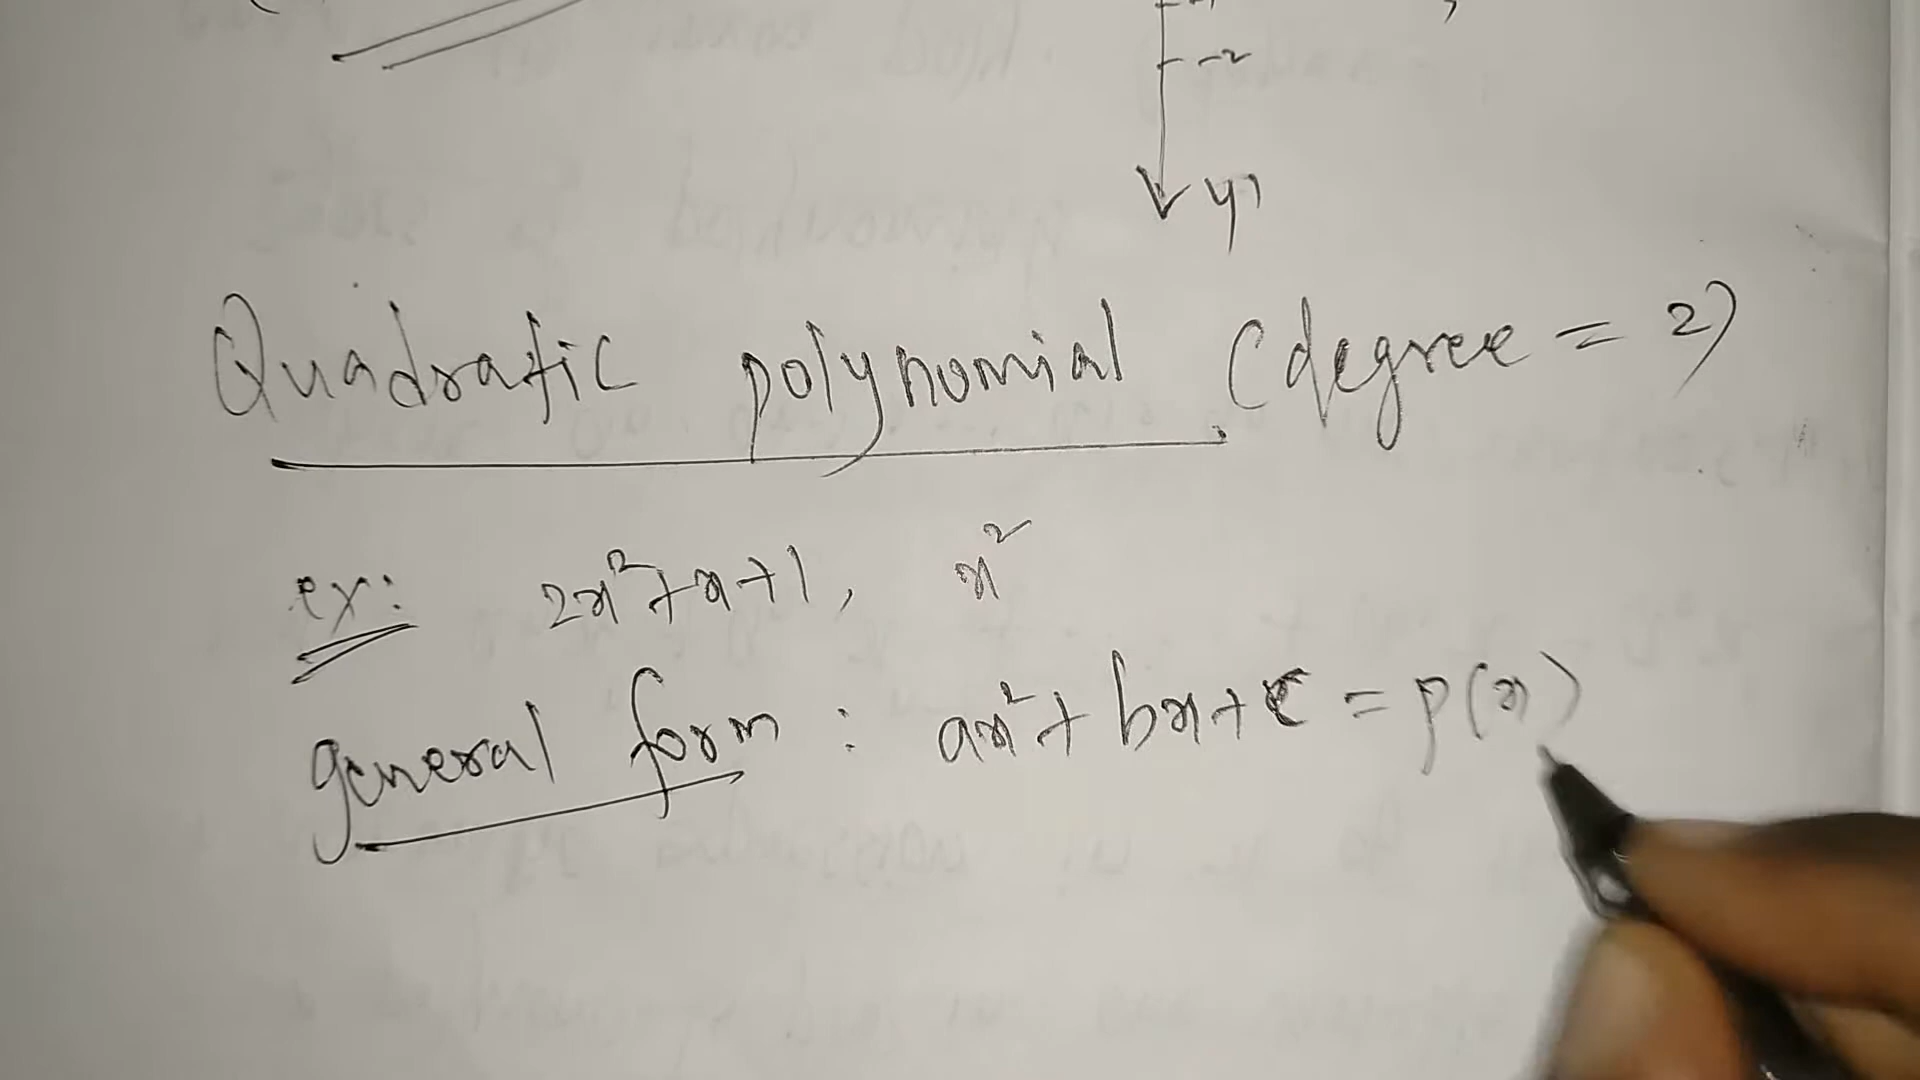 -2
y'
Quadratic polynomial (degree = 2)
ex: 2x²+x+1, x²
general form : ax²+bx+c = p(x)